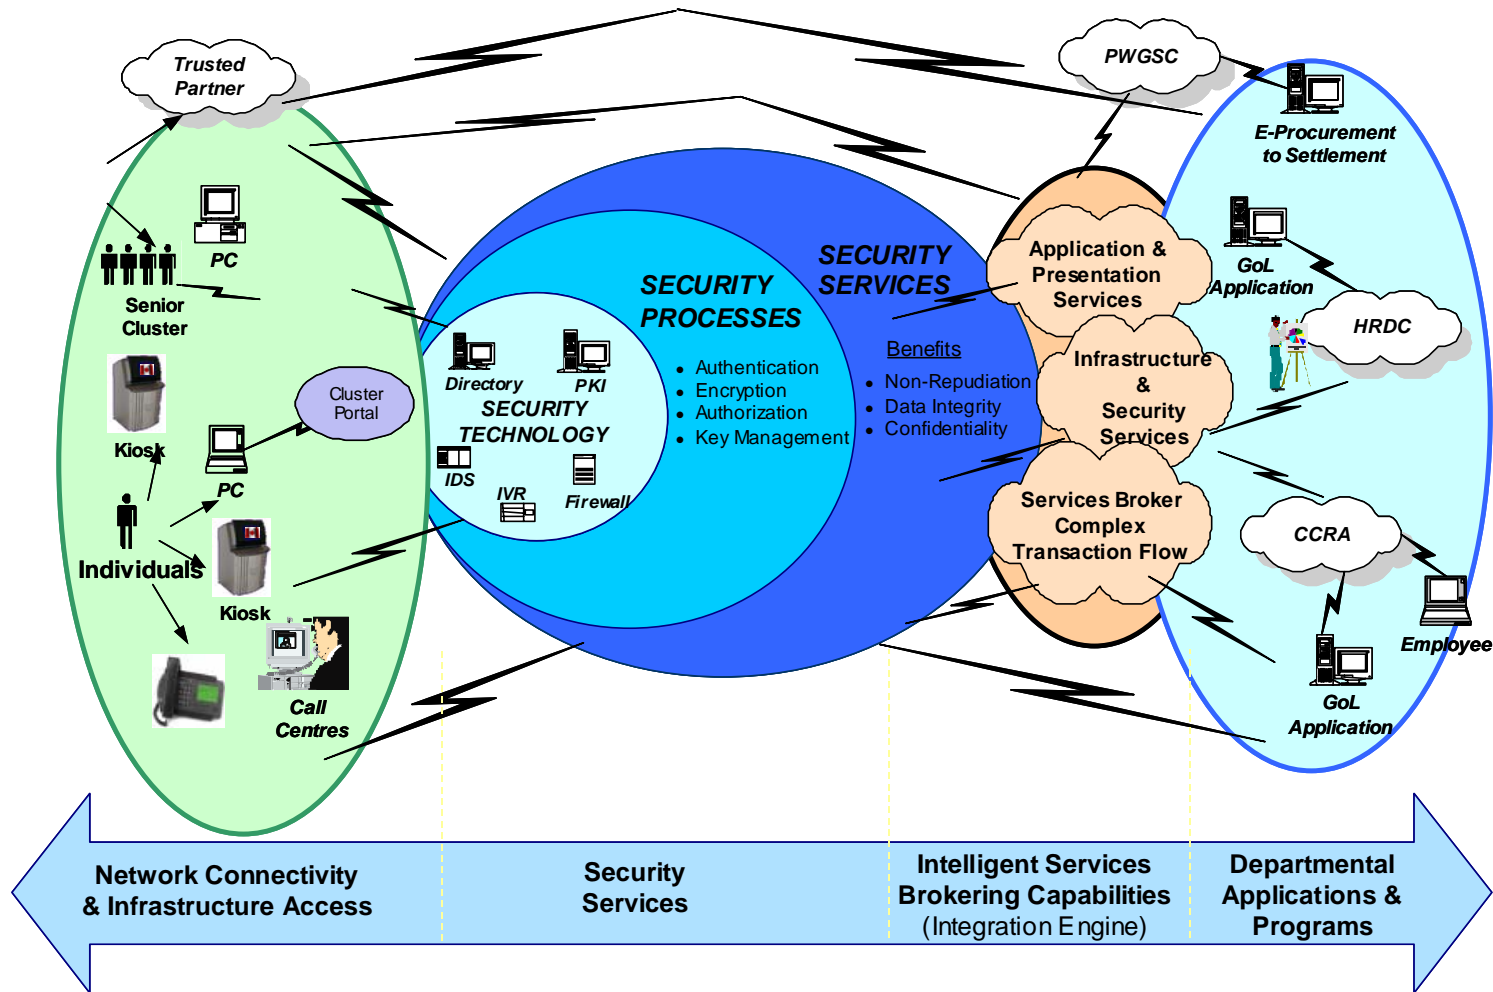 Trusted
Partner
PC
Senior
Cluster
Kiosk
Cluster
Portal
PC
Individuals
Kiosk
Call
Centres
Directory
PKI
SECURITY
TECHNOLOGY
IDS
IVR
Firewall
SECURITY
PROCESSES
• Authentication
• Encryption
• Authorization
• Key Management
SECURITY
SERVICES
Benefits
• Non-Repudiation
• Data Integrity
• Confidentiality
Application &
Presentation
Services
Infrastructure
&
Security
Services
Services Broker
Complex
Transaction Flow
PWGSC
E-Procurement
to Settlement
GoL
Application
HRDC
CCRA
Employee
GoL
Application
Network Connectivity
& Infrastructure Access
Security
Services
Intelligent Services
Brokering Capabilities
(Integration Engine)
Departmental
Applications &
Programs